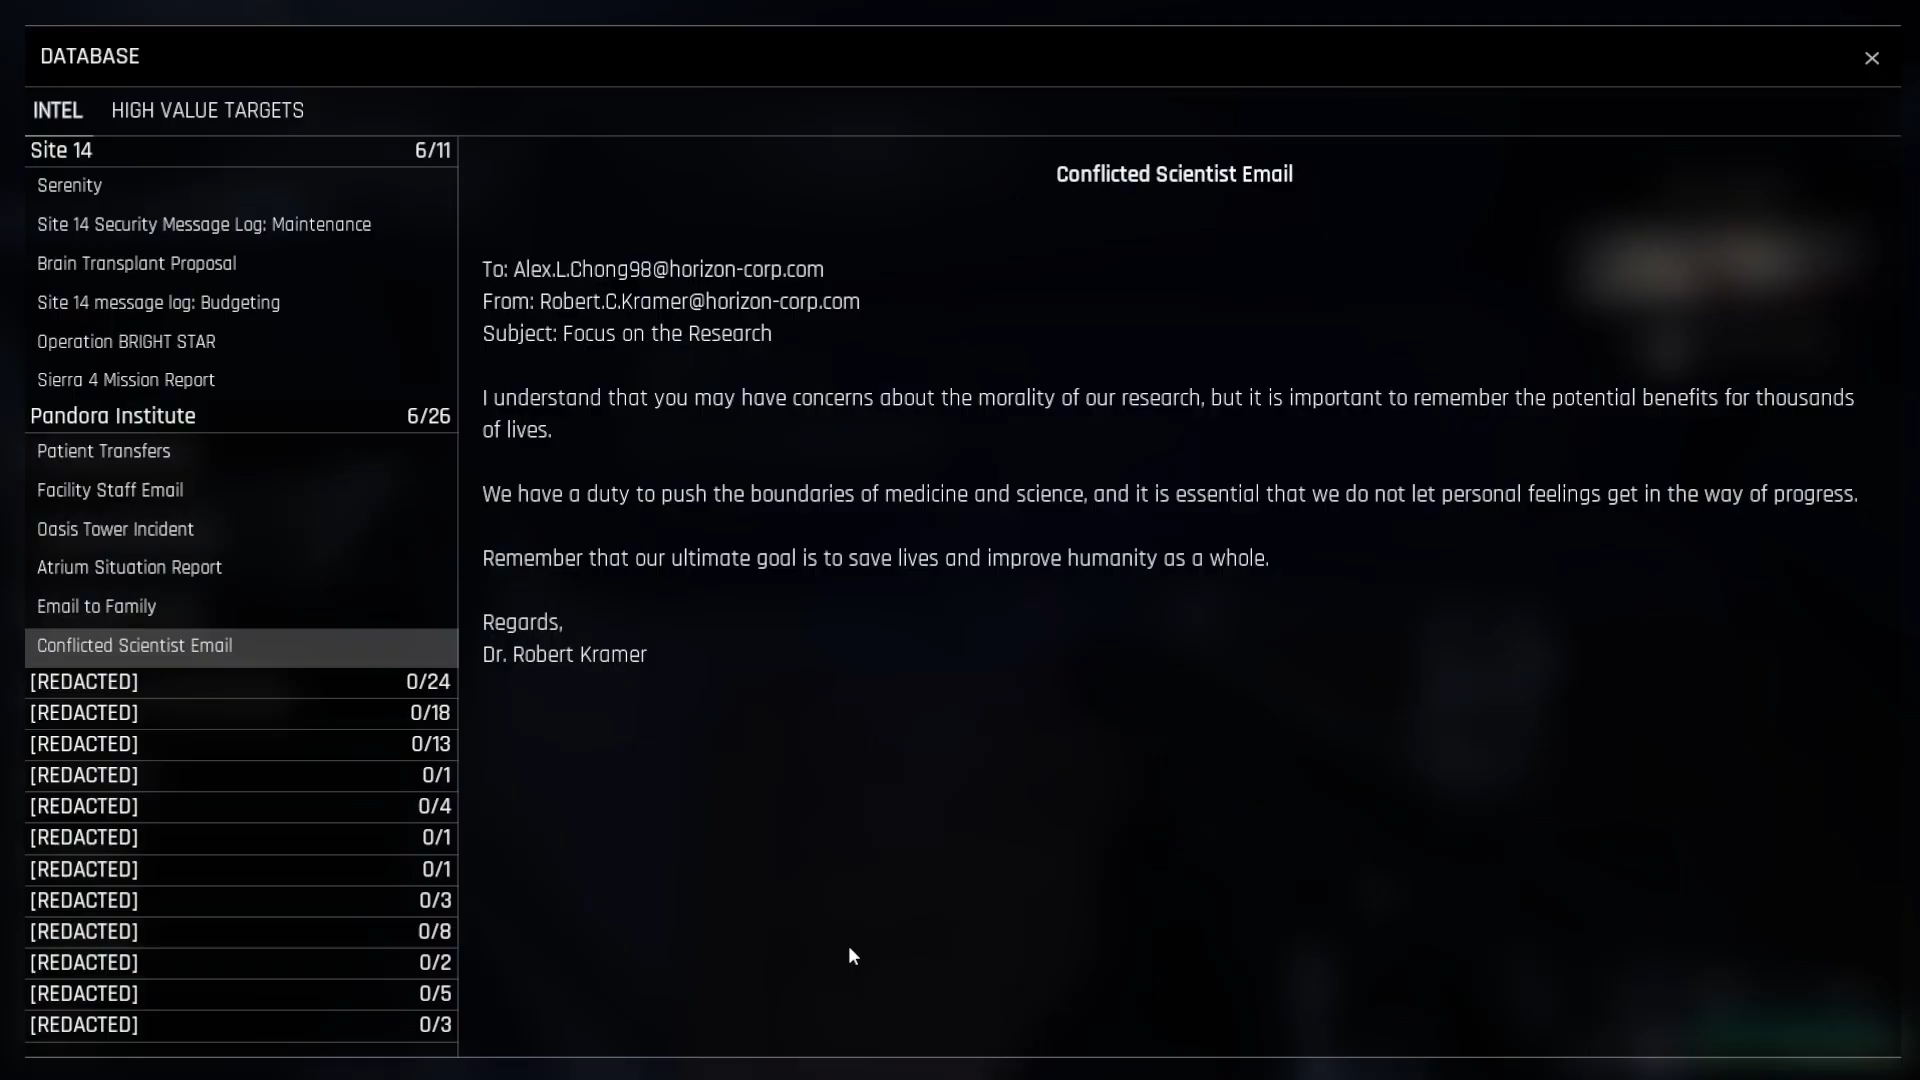 DATABASE
INTEL HIGH VALUE TARGETS
Site 14 6/11
Serenity
Site 14 Security Message Log: Maintenance
Brain Transplant Proposal
Site 14 message log: Budgeting
Operation BRIGHT STAR
Sierra 4 Mission Report
Pandora Institute 6/26
Patient Transfers
Facility Staff Email
Oasis Tower Incident
Atrium Situation Report
Email to Family
Conflicted Scientist Email
[REDACTED] 0/24
[REDACTED] 0/18
[REDACTED] 0/13
[REDACTED] 0/1
[REDACTED] 0/4
[REDACTED] 0/1
[REDACTED] 0/1
[REDACTED] 0/3
[REDACTED] 0/8
[REDACTED] 0/2
[REDACTED] 0/5
[REDACTED] 0/3
Conflicted Scientist Email
To: Alex.L.Chong98@horizon-corp.com
From: Robert.C.Kramer@horizon-corp.com
Subject: Focus on the Research
I understand that you may have concerns about the morality of our research, but it is important to remember the potential benefits for thousands
of lives.
We have a duty to push the boundaries of medicine and science, and it is essential that we do not let personal feelings get in the way of progress.
Remember that our ultimate goal is to save lives and improve humanity as a whole.
Regards,
Dr. Robert Kramer